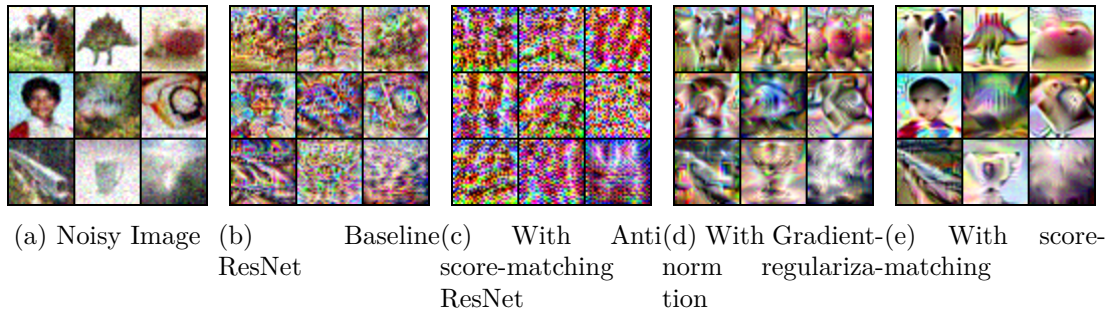 (a) Noisy Image
(b) Baseline
ResNet
(c) With Anti
score-matching
ResNet
(d) With Gradient-
norm regulariza-
tion
(e) With score-
matching